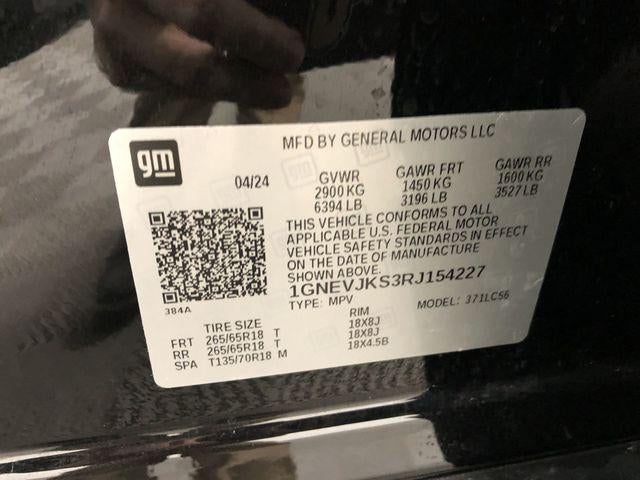 gm
MFD BY GENERAL MOTORS LLC
04/24
GVWR GAWR FRT GAWR RR
2900 KG 1450 KG 1600 KG
6394 LB 3196 LB 3527 LB
THIS VEHICLE CONFORMS TO ALL
APPLICABLE U.S. FEDERAL MOTOR
VEHICLE SAFETY STANDARDS IN EFFECT
ON THE DATE OF MANUFACTURE
SHOWN ABOVE.
1GNEVJKS3RJ154227
384A
TYPE: MPV MODEL: 371LC56
TIRE SIZE RIM
FRT 265/65R18 T 18X8J
RR 265/65R18 T 18X8J
SPA T135/70R18 M 18X4.5B